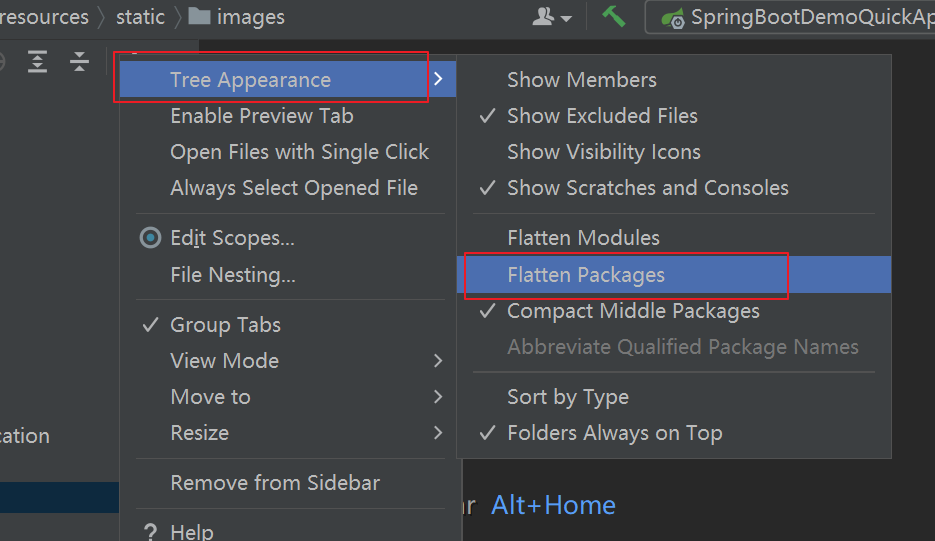 resources static images SpringBootDemoQuickAp
Tree Appearance
Enable Preview Tab
Open Files with Single Click
Always Select Opened File
Edit Scopes...
File Nesting...
Group Tabs
View Mode
Move to
Resize
Remove from Sidebar
? Help
Show Members
Show Excluded Files
Show Visibility Icons
Show Scratches and Consoles
Flatten Modules
Flatten Packages
Compact Middle Packages
Abbreviate Qualified Package Names
Sort by Type
Folders Always on Top
cation
ar Alt+Home